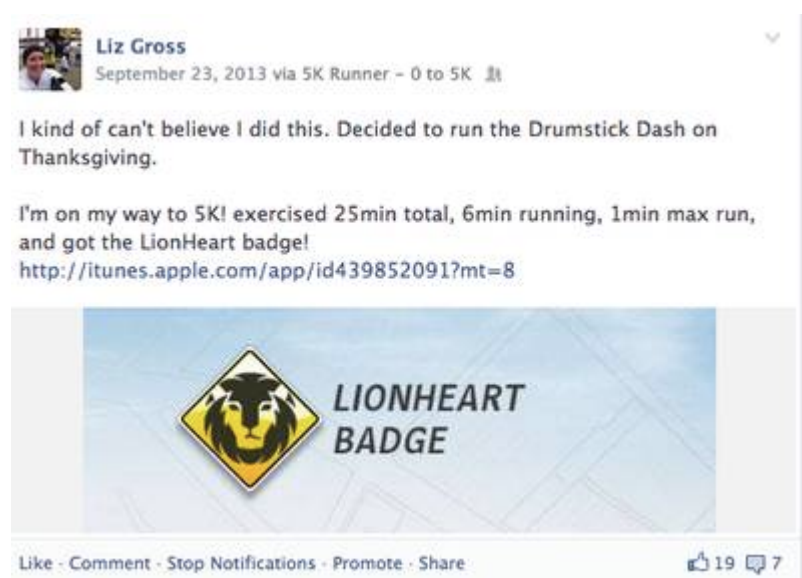 Liz Gross
September 23, 2013 via 5K Runner - 0 to 5K
I kind of can't believe I did this. Decided to run the Drumstick Dash on
Thanksgiving.
I'm on my way to 5K! exercised 25min total, 6min running, 1min max run,
and got the LionHeart badge!
http://itunes.apple.com/app/id439852091?mt=8
LIONHEART
BADGE
Like · Comment · Stop Notifications · Promote · Share 19 7